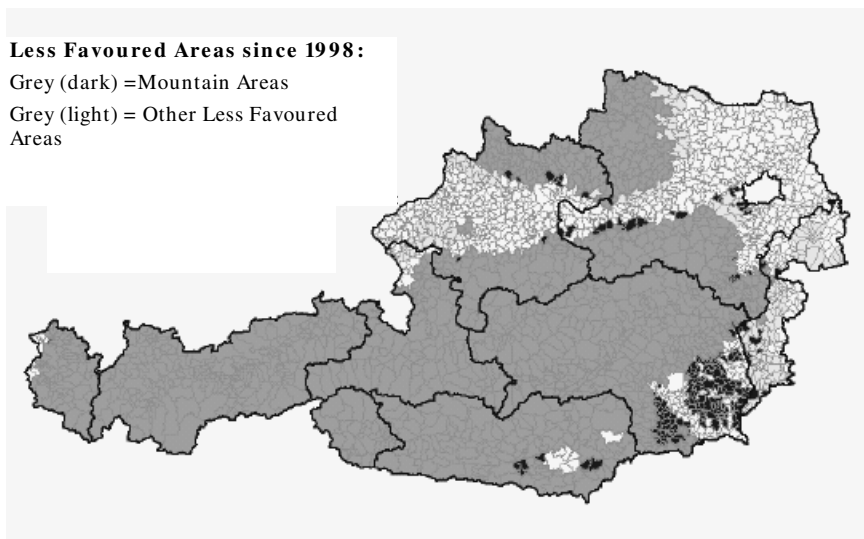 Less Favoured Areas since 1998:
Grey (dark) =Mountain Areas
Grey (light) = Other Less Favoured
Areas